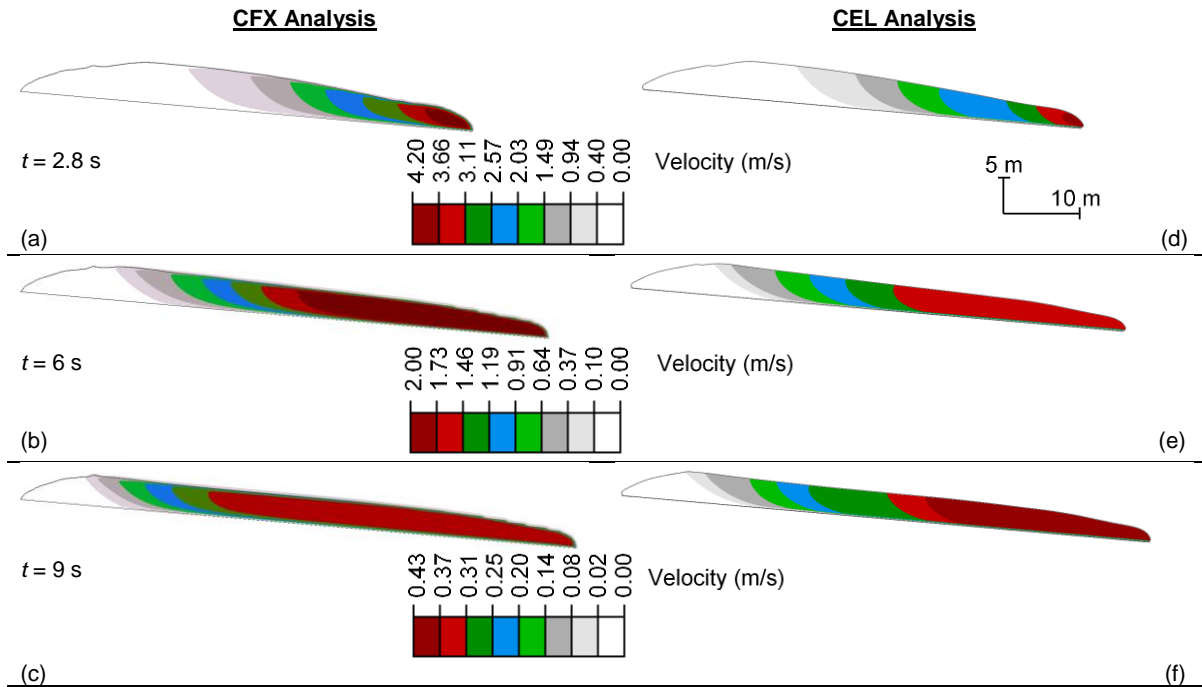 CFX Analysis
CEL Analysis
t = 2.8 s
4.20 3.66 3.11 2.57 2.03 1.49 0.94 0.40 0.00
Velocity (m/s)
5 m
10 m
(a)
(d)
t = 6 s
2.00 1.73 1.46 1.19 0.91 0.64 0.37 0.10 0.00
Velocity (m/s)
(b)
(e)
t = 9 s
0.43 0.37 0.31 0.25 0.20 0.14 0.08 0.02 0.00
Velocity (m/s)
(c)
(f)